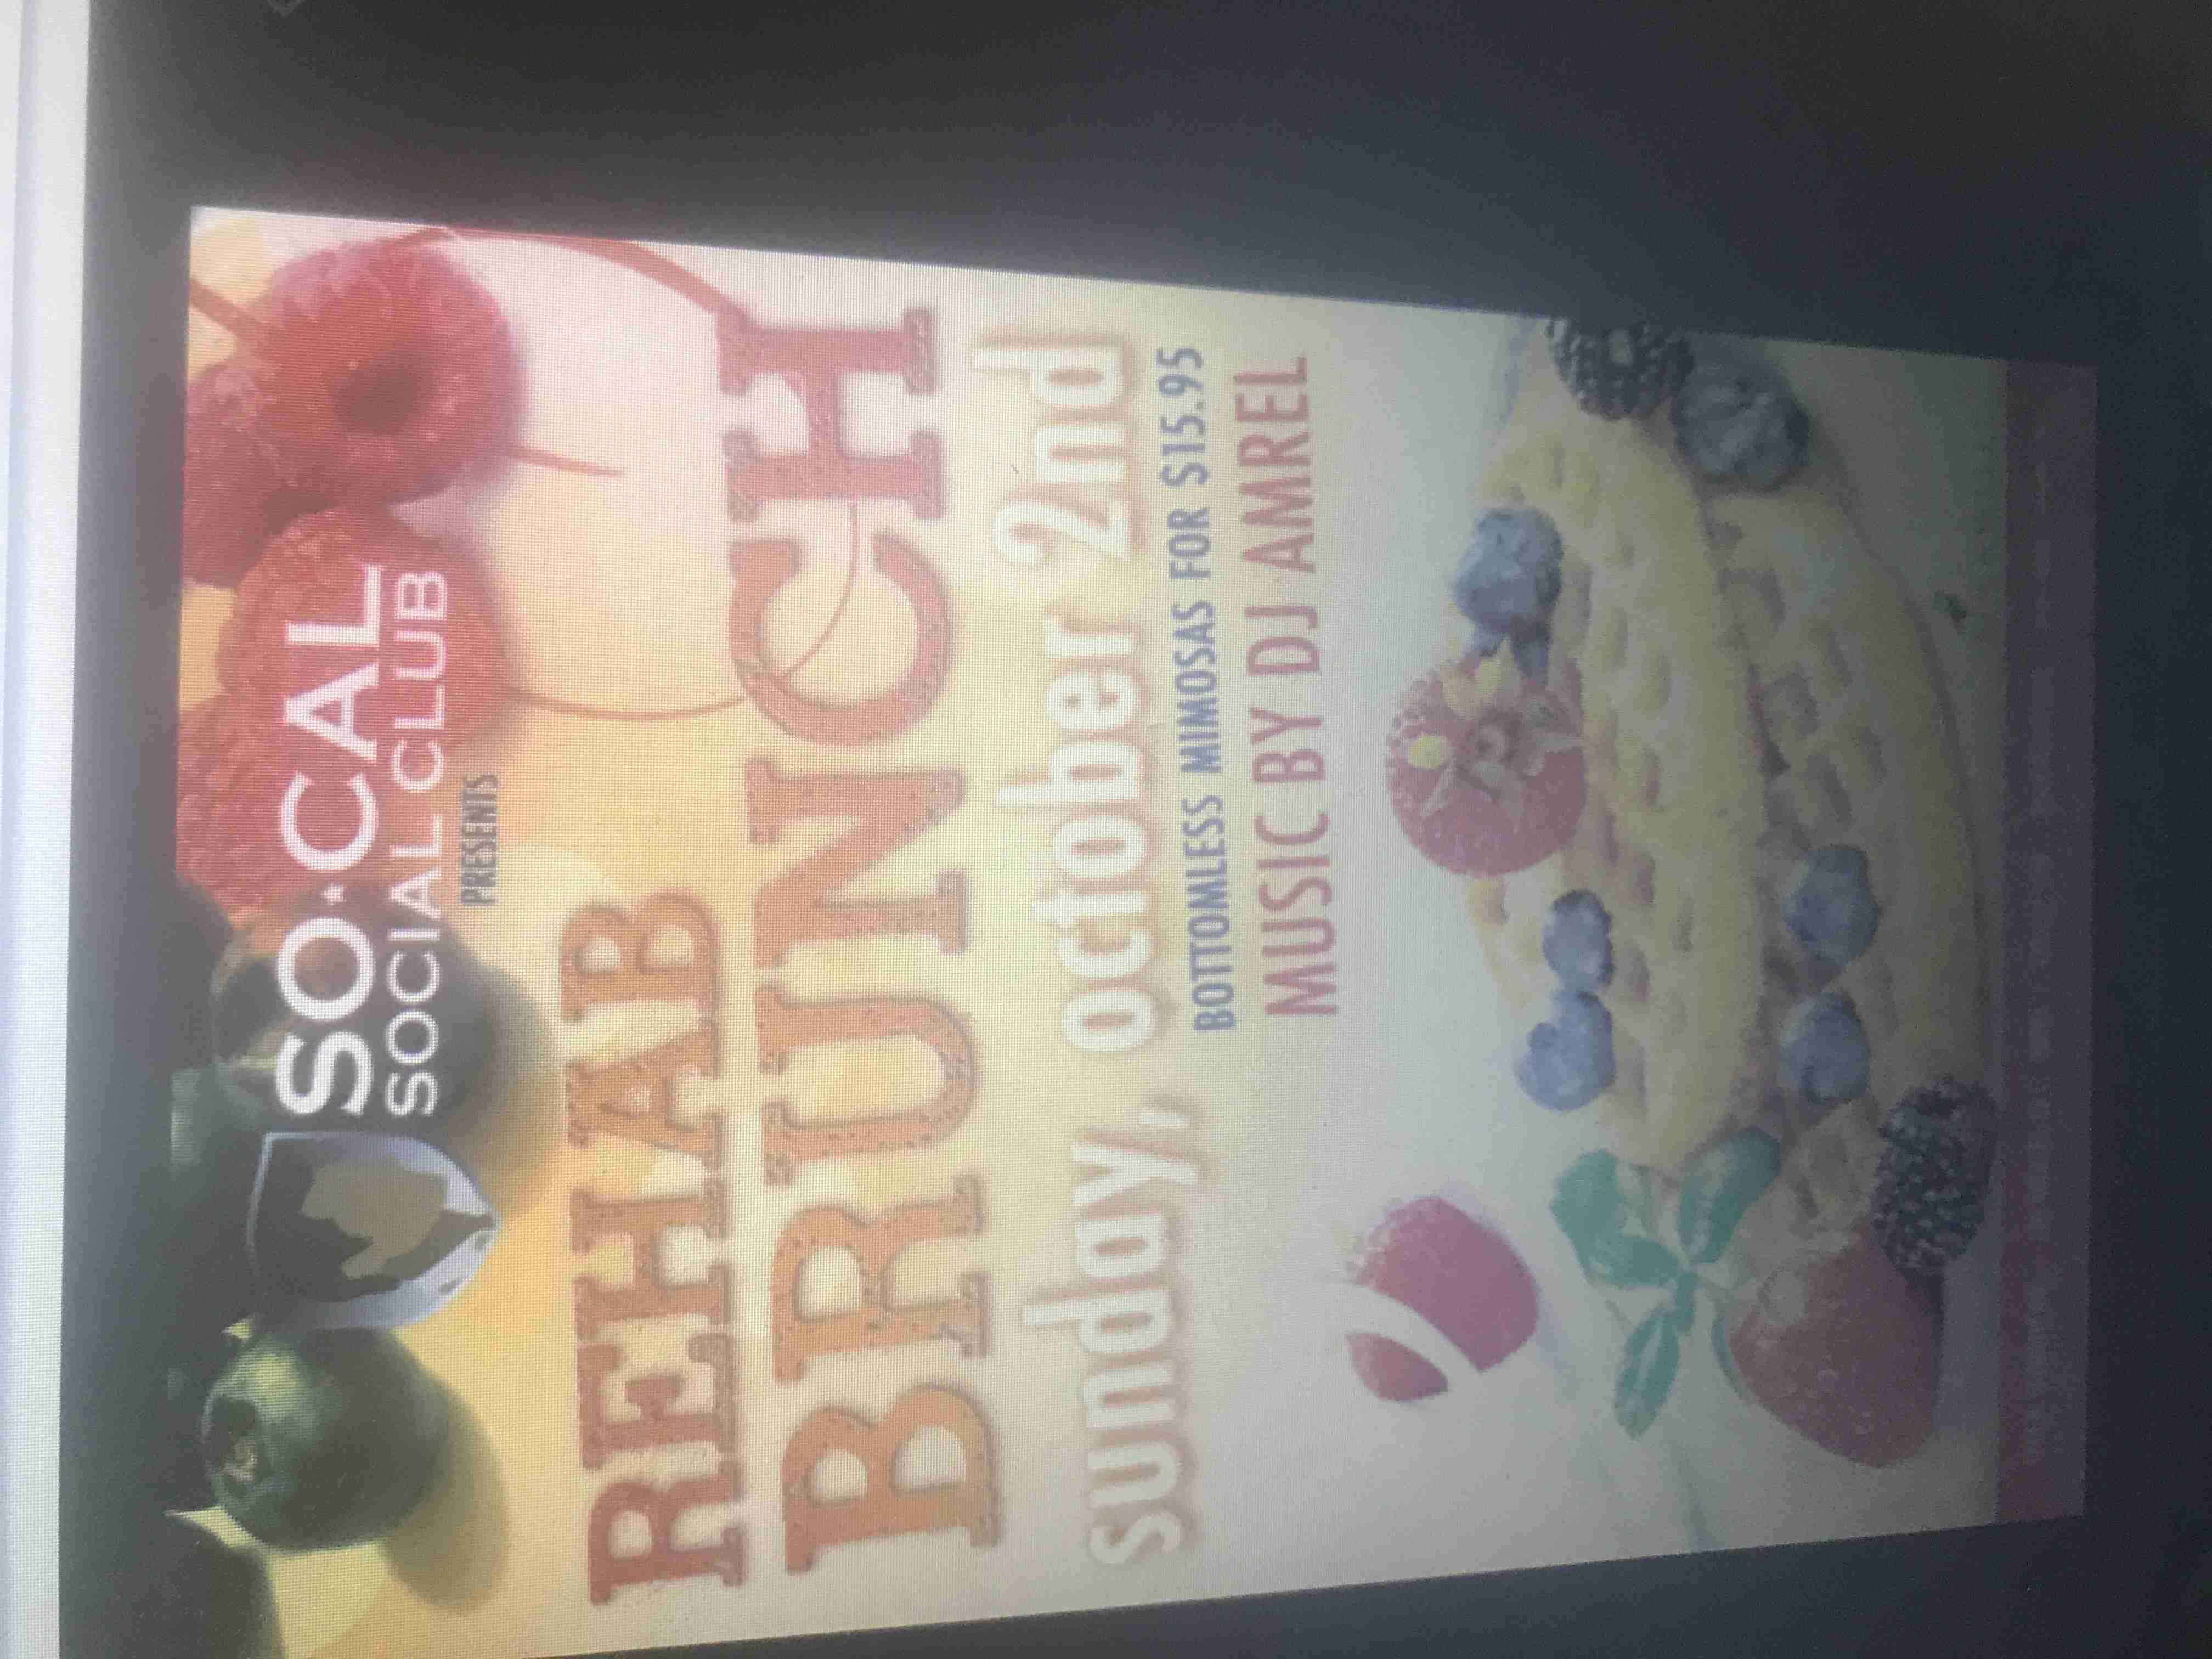 SO★CAL
SOCIAL CLUB
PRESENTS
REHAB
BRUNCH
sunday, october 2nd
BOTTOMLESS MIMOSAS FOR $15.95
MUSIC BY DJ AMREL